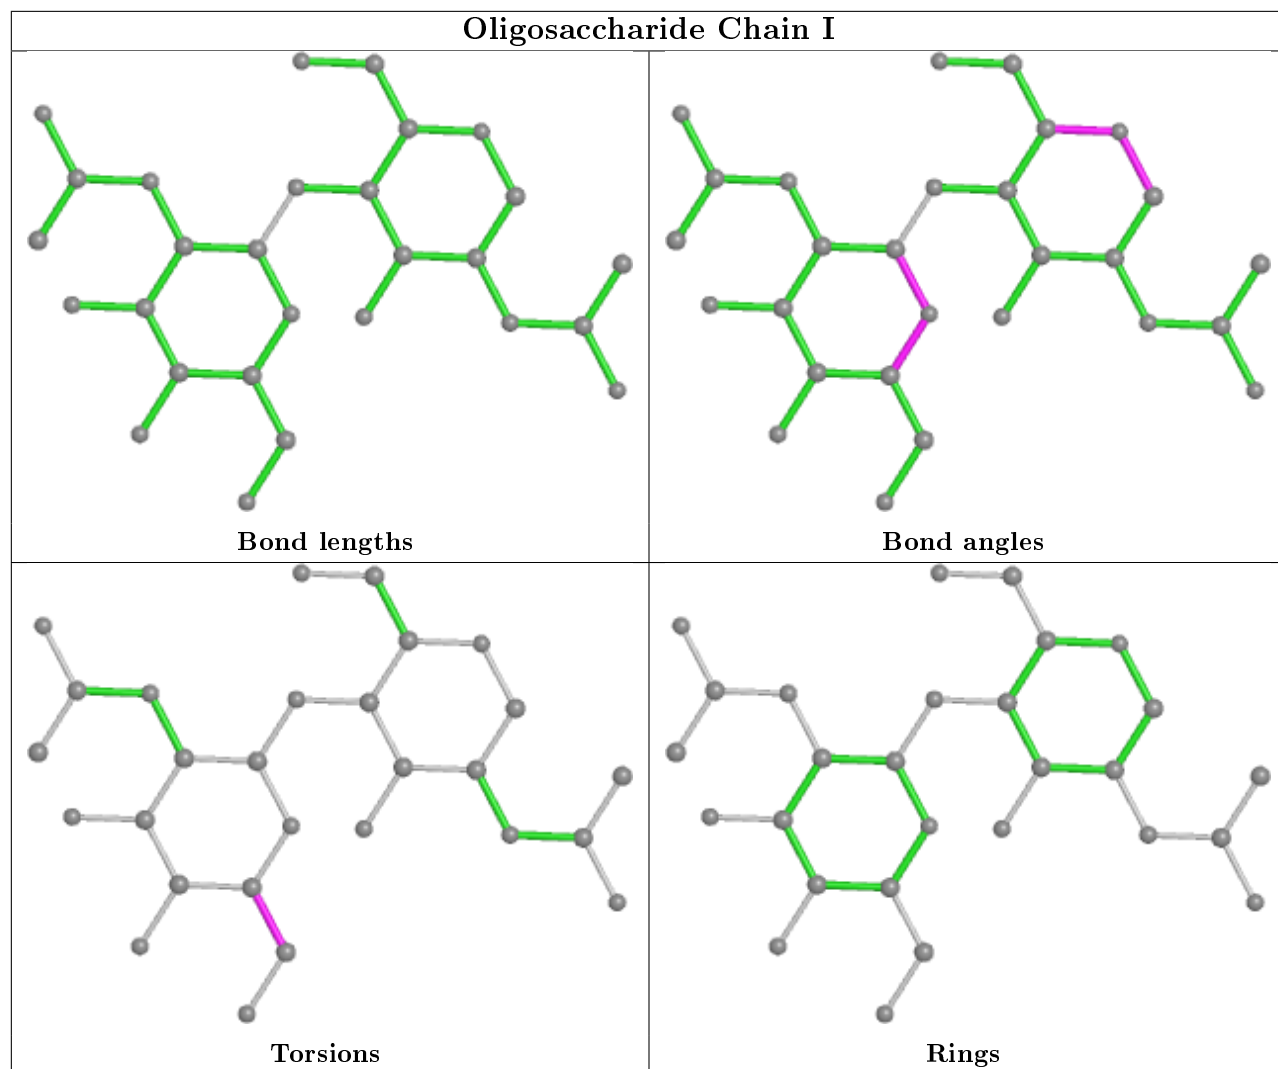 Oligosaccharide Chain I
Bond lengths
Bond angles
Torsions
Rings